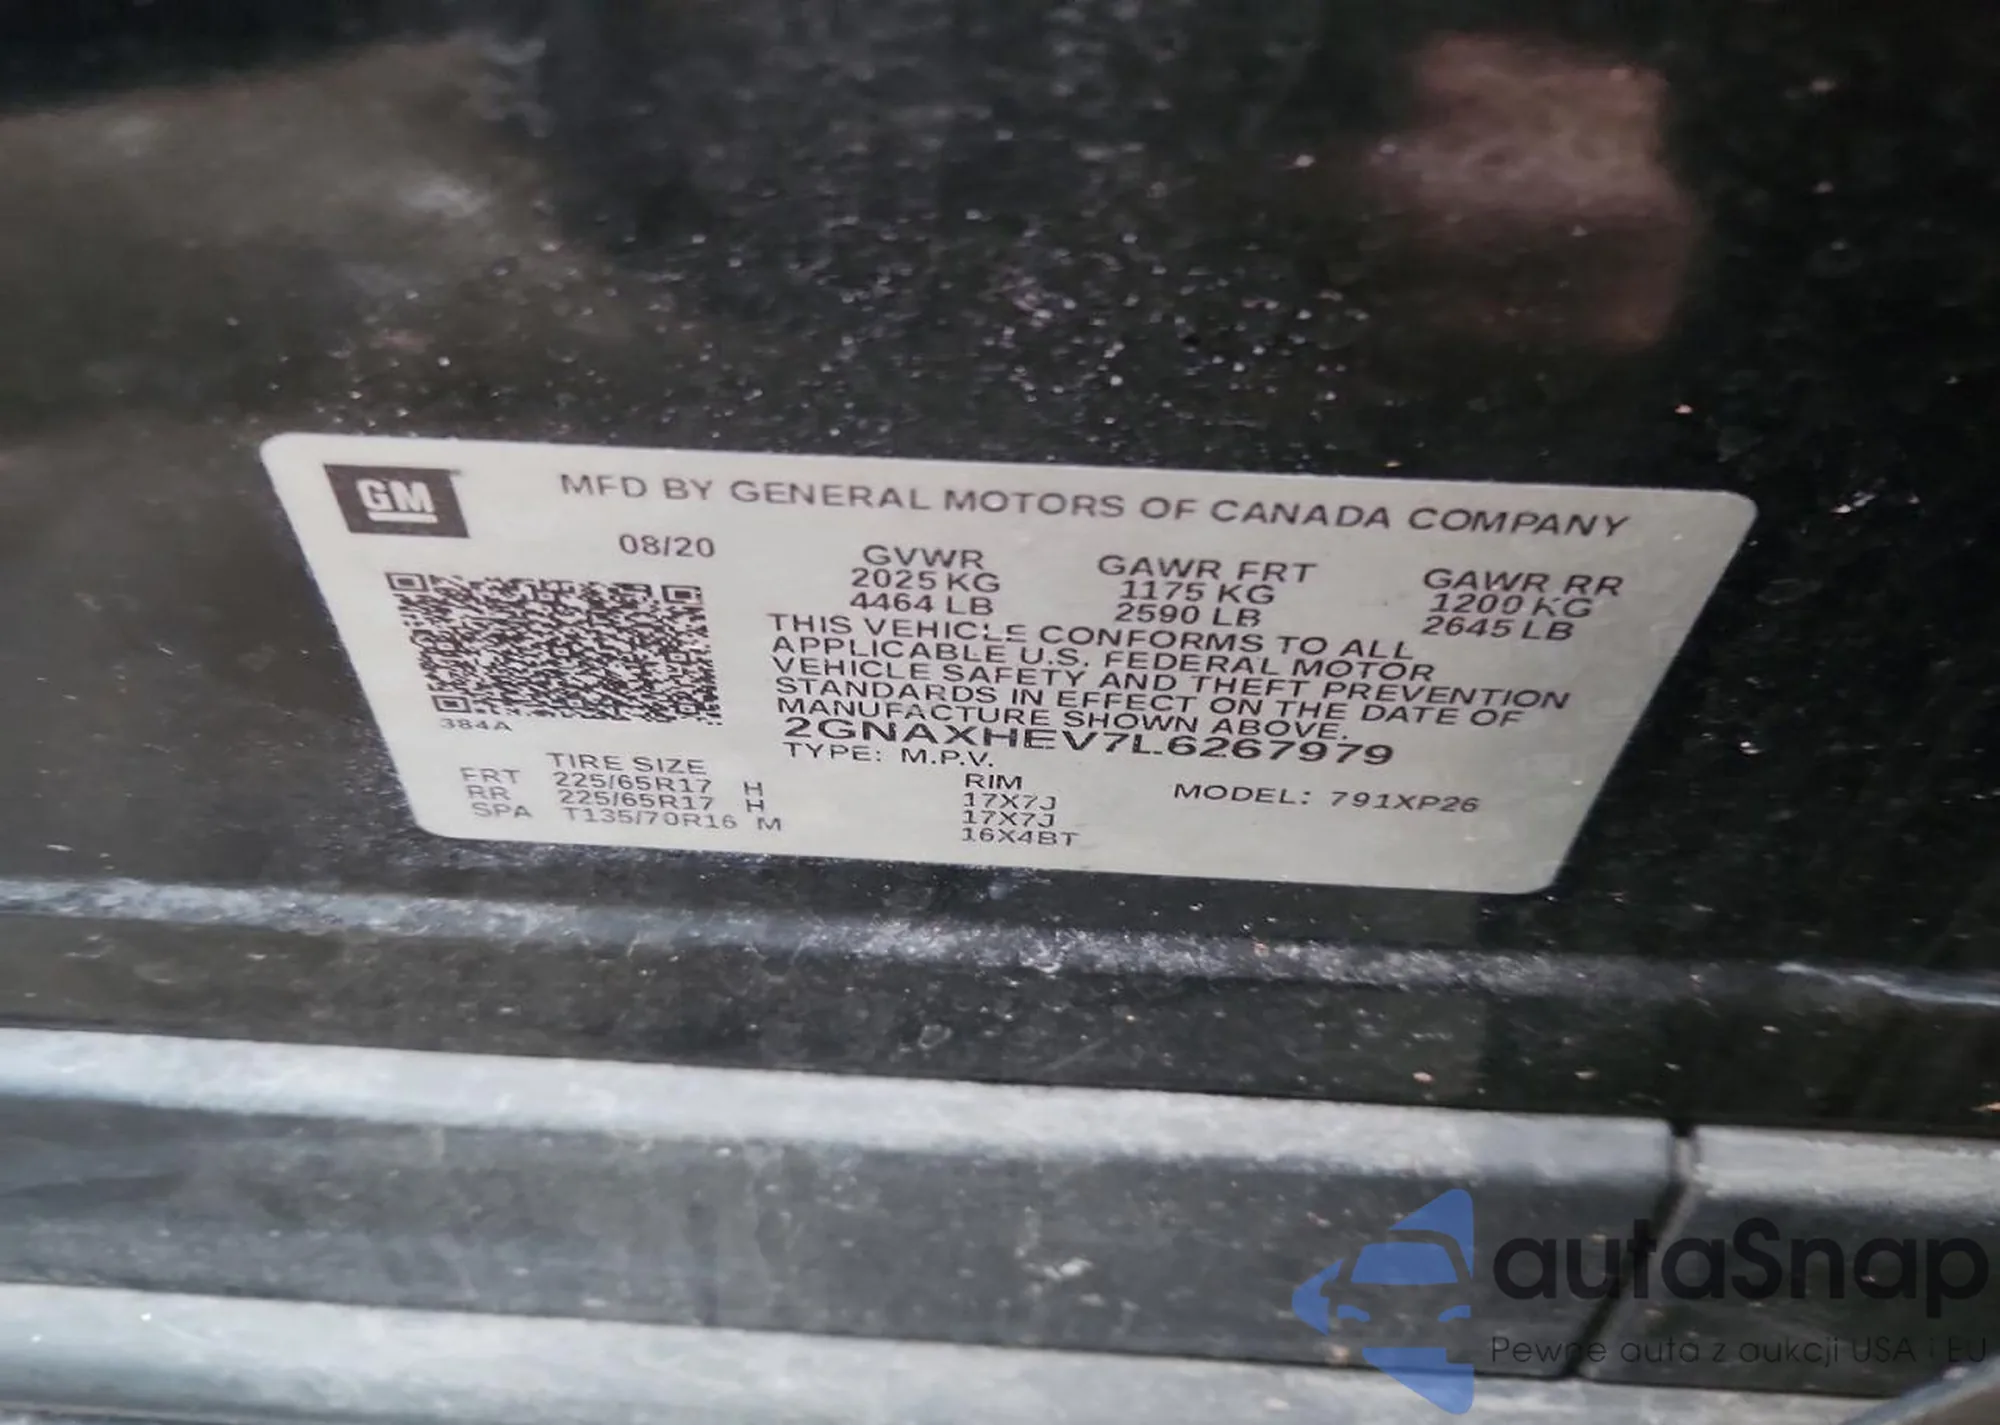 GM
MFD BY GENERAL MOTORS OF CANADA COMPANY
08/20
GVWR GAWR FRT GAWR RR
2025 KG 1175 KG 1200 KG
4464 LB 2590 LB 2645 LB
THIS VEHICLE CONFORMS TO ALL
APPLICABLE U.S. FEDERAL MOTOR
VEHICLE SAFETY AND THEFT PREVENTION
STANDARDS IN EFFECT ON THE DATE OF
MANUFACTURE SHOWN ABOVE.
384A
2GNAXHEV7L6267979
TYPE: M.P.V.
TIRE SIZE RIM MODEL: 791XP26
FRT 225/65R17 H 17X7J
RR 225/65R17 H 17X7J
SPA T135/70R16 M 16X4BT
autaSnap
Pewne auta z aukcji USA i EU